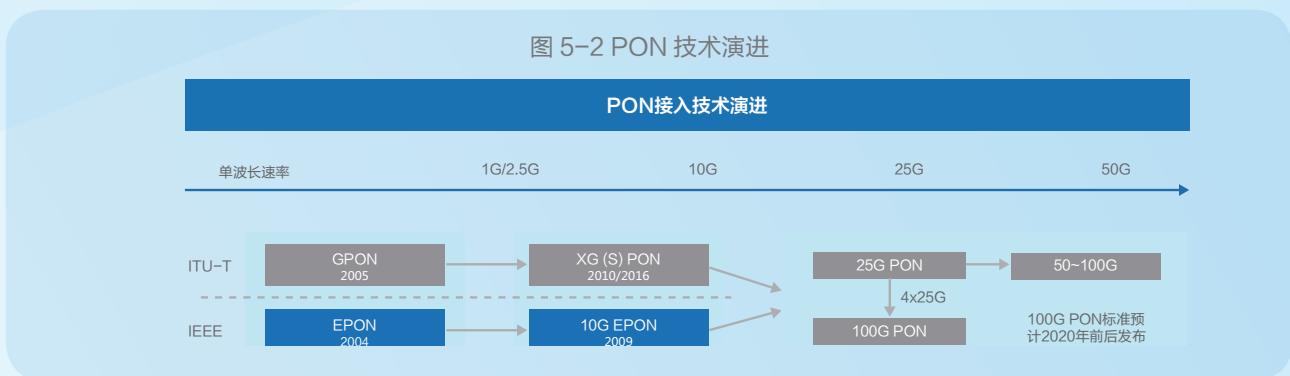 图 5-2 PON 技术演进
PON接入技术演进
单波长速率 1G/2.5G 10G 25G 50G
ITU-T GPON 2005 XG (S) PON 2010/2016 25G PON 50~100G
4x25G
IEEE EPON 2004 10G EPON 2009 100G PON
100G PON标准预
计2020年前后发布